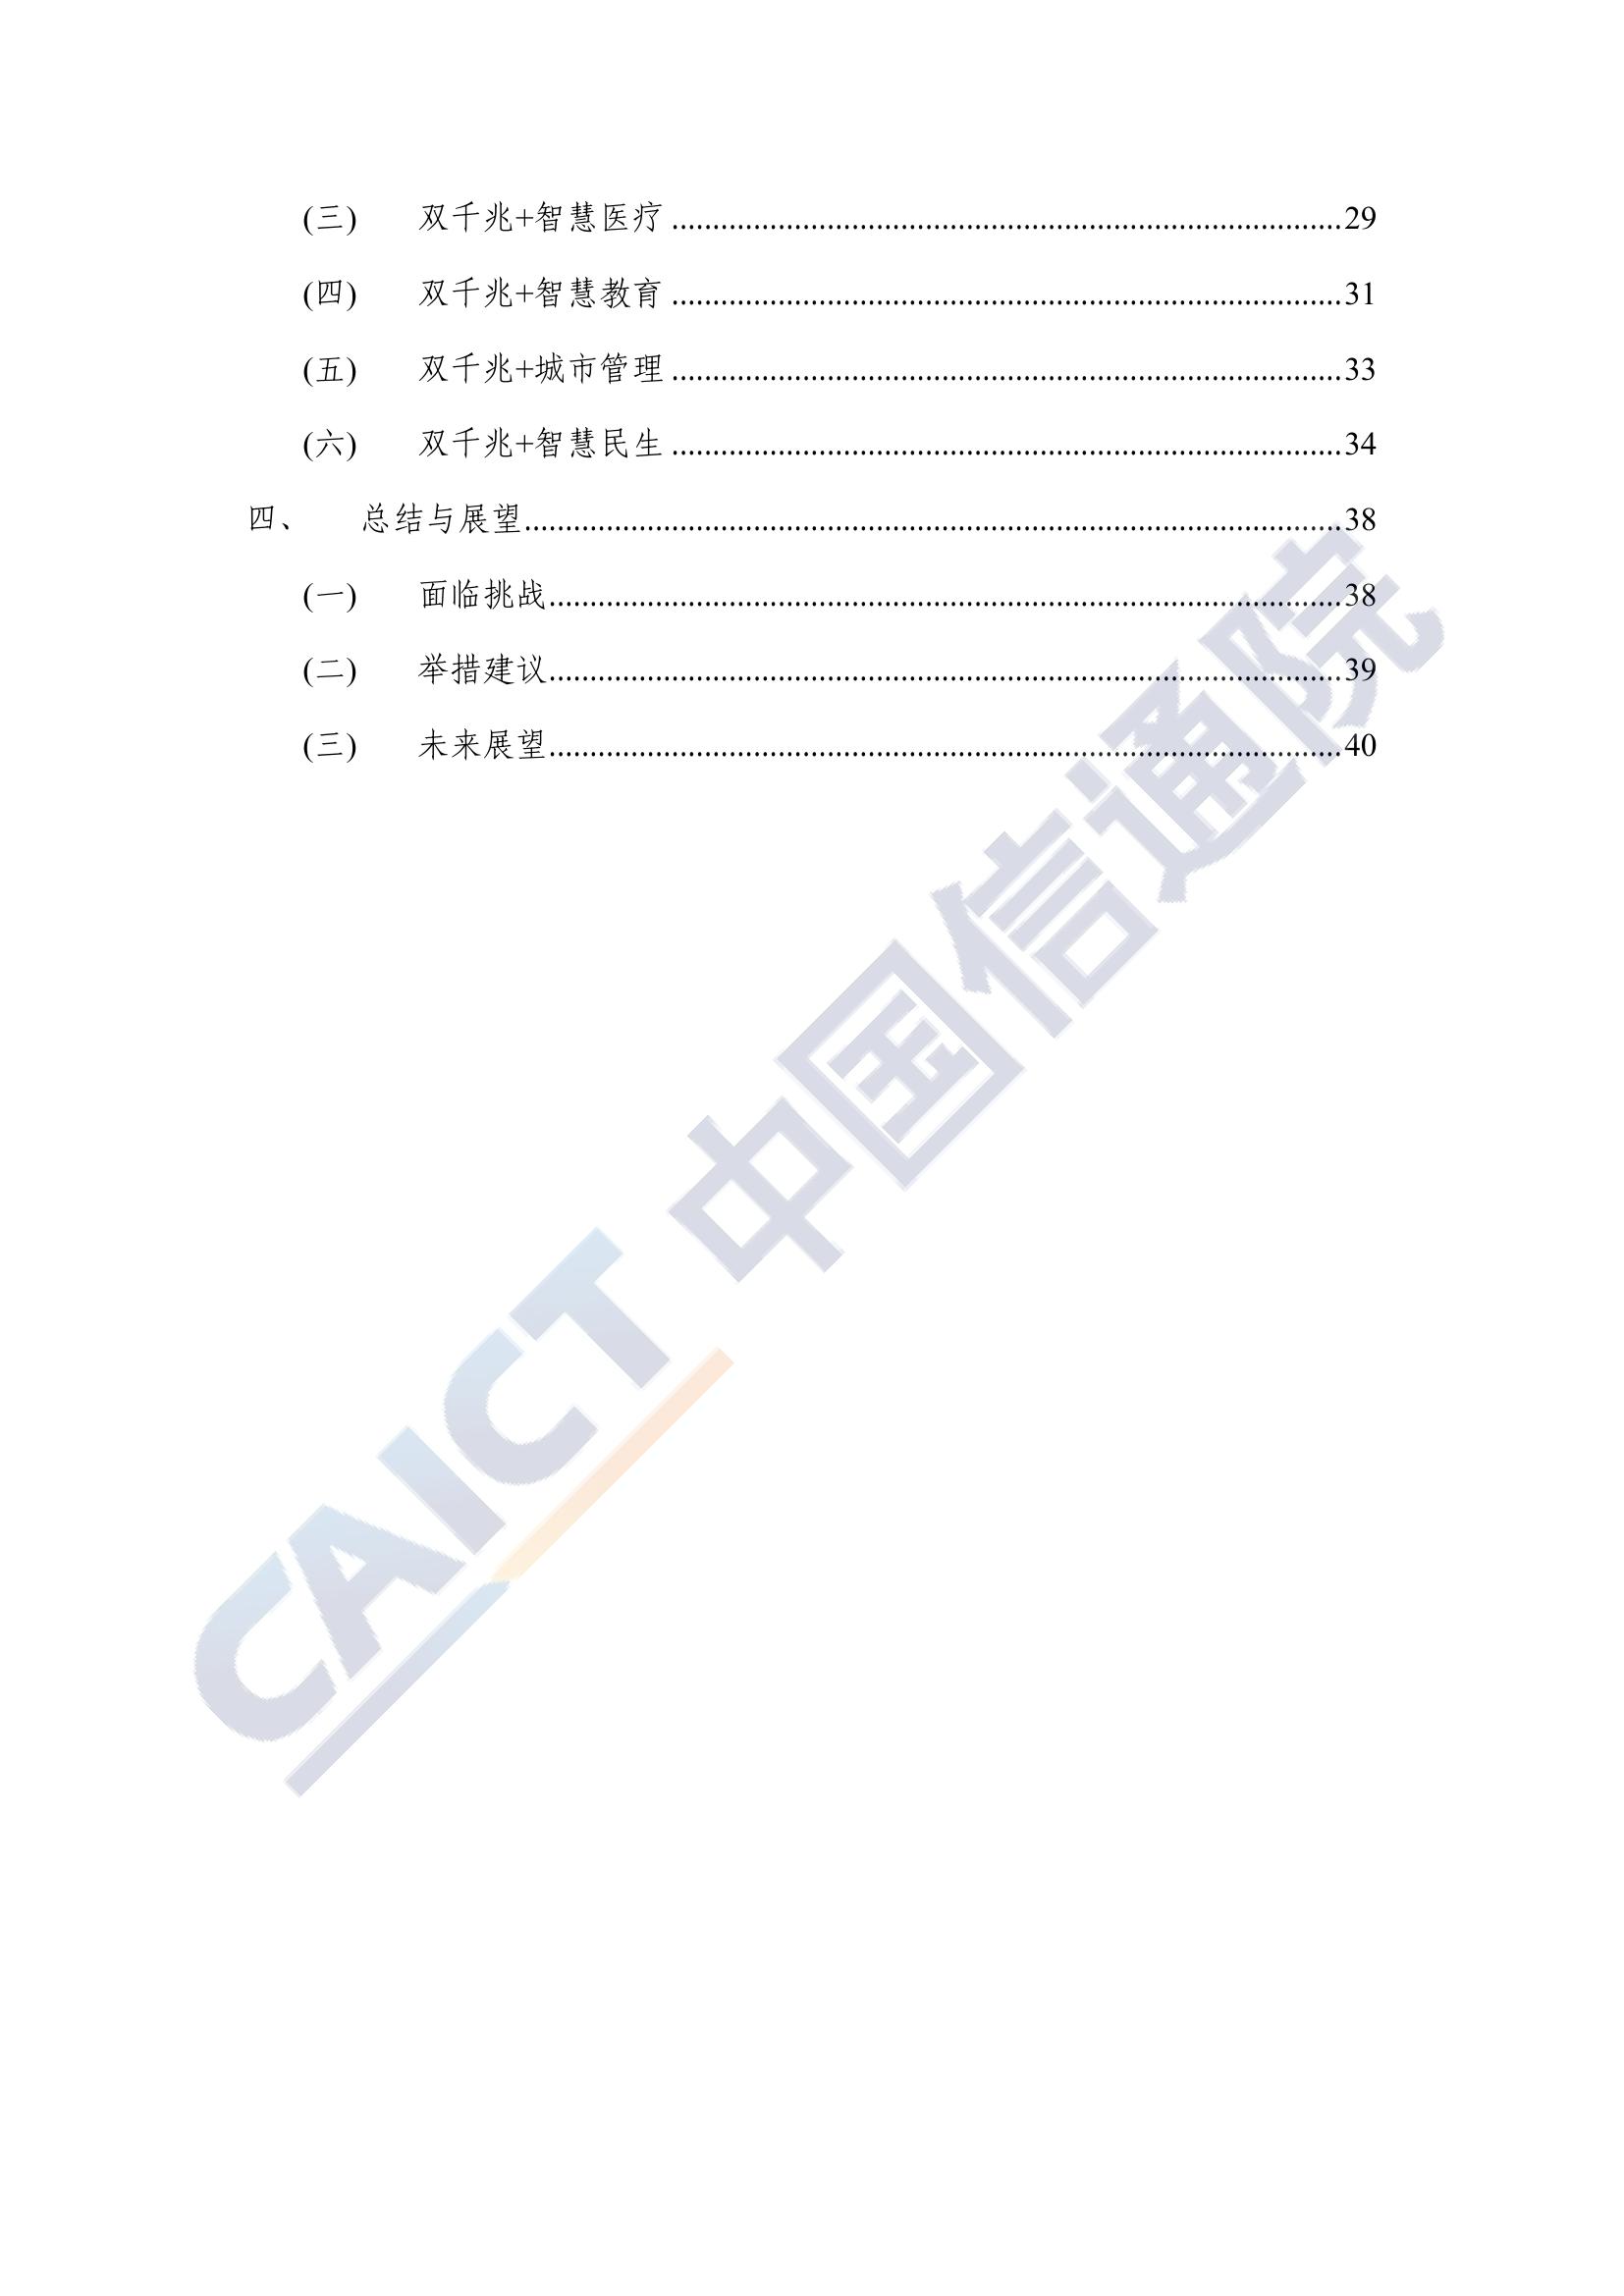 (三) 双千兆+智慧医疗 ........................................ 29
(四) 双千兆+智慧教育 ........................................ 31
(五) 双千兆+城市管理 ........................................ 33
(六) 双千兆+智慧民生 ........................................ 34
四、 总结与展望 ........................................ 38
(一) 面临挑战 ........................................ 38
(二) 举措建议 ........................................ 39
(三) 未来展望 ........................................ 40
CAICT 中国信通院